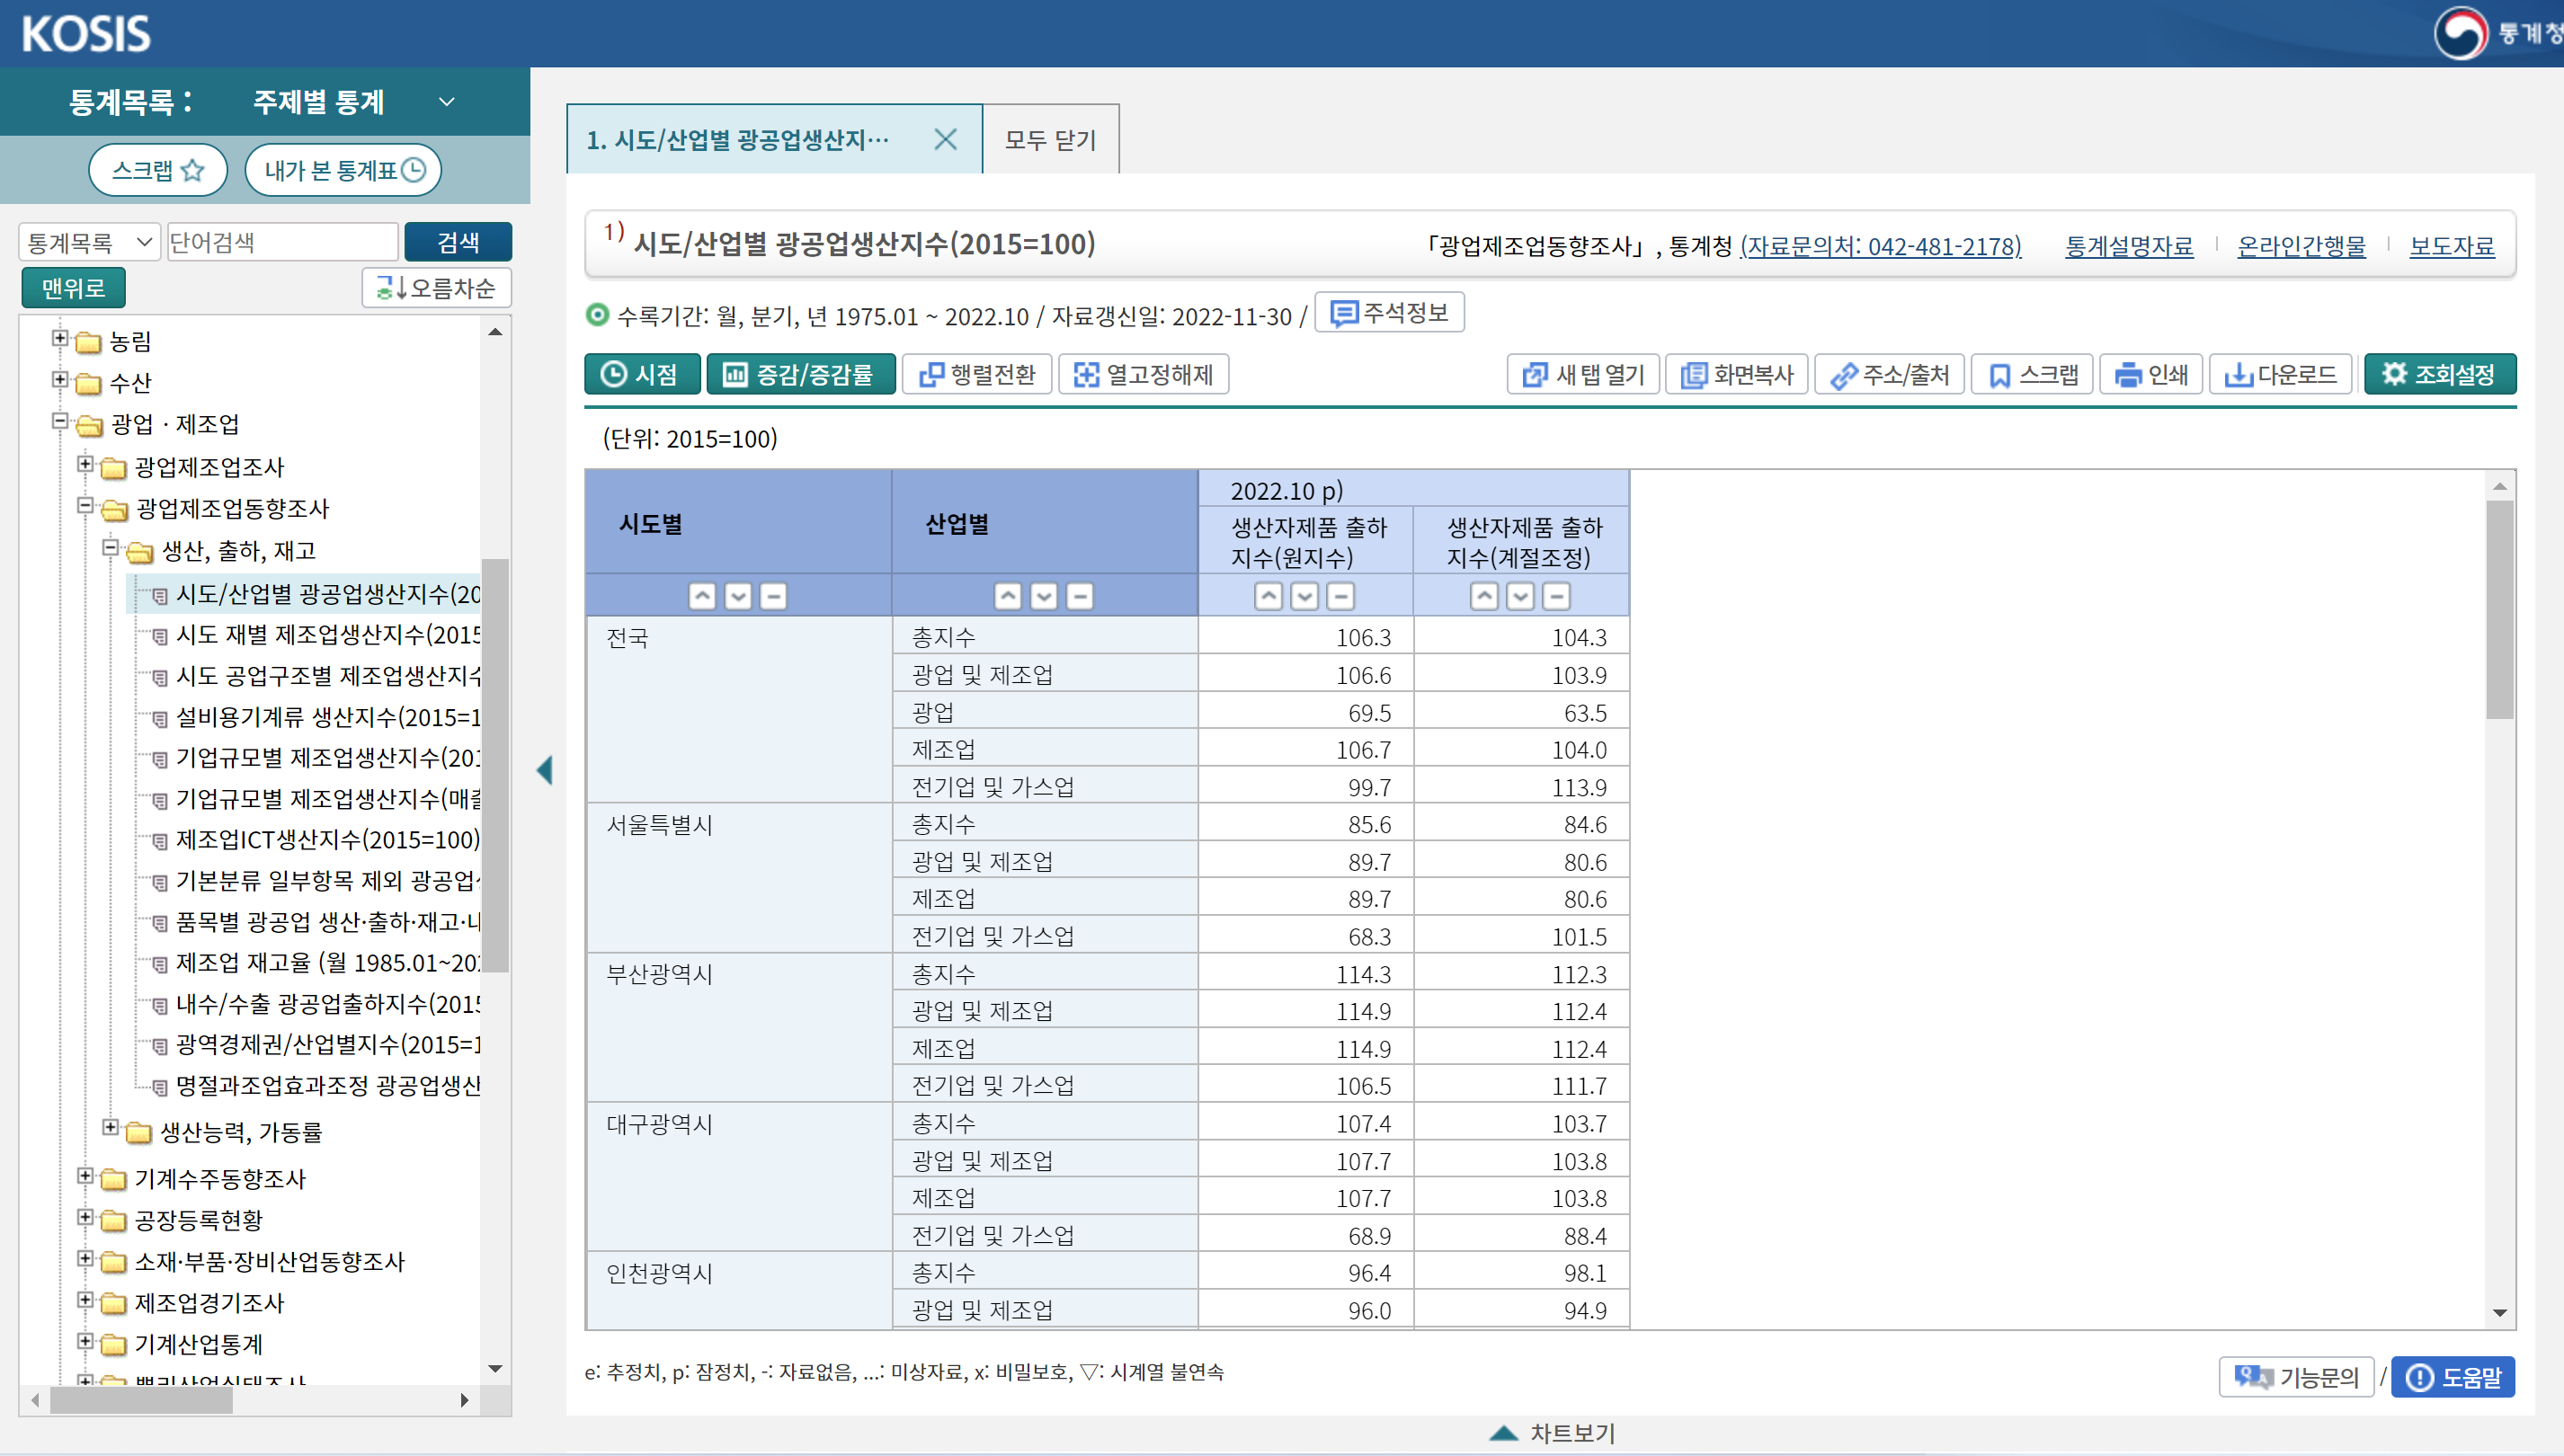 KOSIS
통계청
통계목록 : 주제별 통계
스크랩 내가 본 통계표
통계목록 단어검색 검색
맨위로 오름차순
농림
수산
광업ㆍ제조업
광업제조업조사
광업제조업동향조사
생산, 출하, 재고
시도/산업별 광공업생산지수(20
시도 재별 제조업생산지수(2015
시도 공업구조별 제조업생산지수
설비용기계류 생산지수(2015=1
기업규모별 제조업생산지수(201
기업규모별 제조업생산지수(매출
제조업ICT생산지수(2015=100)
기본분류 일부항목 제외 광공업
품목별 광공업 생산·출하·재고·내
제조업 재고율 (월 1985.01~202
내수/수출 광공업출하지수(2015
광역경제권/산업별지수(2015=1
명절과조업효과조정 광공업생산
생산능력, 가동률
기계수주동향조사
공장등록현황
소재·부품·장비산업동향조사
제조업경기조사
기계산업통계
1. 시도/산업별 광공업생산지··· 모두 닫기
1) 시도/산업별 광공업생산지수(2015=100)
「광업제조업동향조사」, 통계청 (자료문의처: 042-481-2178) 통계설명자료 온라인간행물 보도자료
수록기간: 월, 분기, 년 1975.01 ~ 2022.10 / 자료갱신일: 2022-11-30 / 주석정보
시점 증감/증감률 행렬전환 열고정해제 새 탭 열기 화면복사 주소/출처 스크랩 인쇄 다운로드 조회설정
(단위: 2015=100)
시도별 산업별 2022.10 p)
생산자제품 출하지수(원지수) 생산자제품 출하지수(계절조정)
전국 총지수 106.3 104.3
광업 및 제조업 106.6 103.9
광업 69.5 63.5
제조업 106.7 104.0
전기업 및 가스업 99.7 113.9
서울특별시 총지수 85.6 84.6
광업 및 제조업 89.7 80.6
제조업 89.7 80.6
전기업 및 가스업 68.3 101.5
부산광역시 총지수 114.3 112.3
광업 및 제조업 114.9 112.4
제조업 114.9 112.4
전기업 및 가스업 106.5 111.7
대구광역시 총지수 107.4 103.7
광업 및 제조업 107.7 103.8
제조업 107.7 103.8
전기업 및 가스업 68.9 88.4
인천광역시 총지수 96.4 98.1
광업 및 제조업 96.0 94.9
e: 추정치, p: 잠정치, -: 자료없음, ...: 미상자료, x: 비밀보호, ▽: 시계열 불연속
기능문의 / 도움말
차트보기